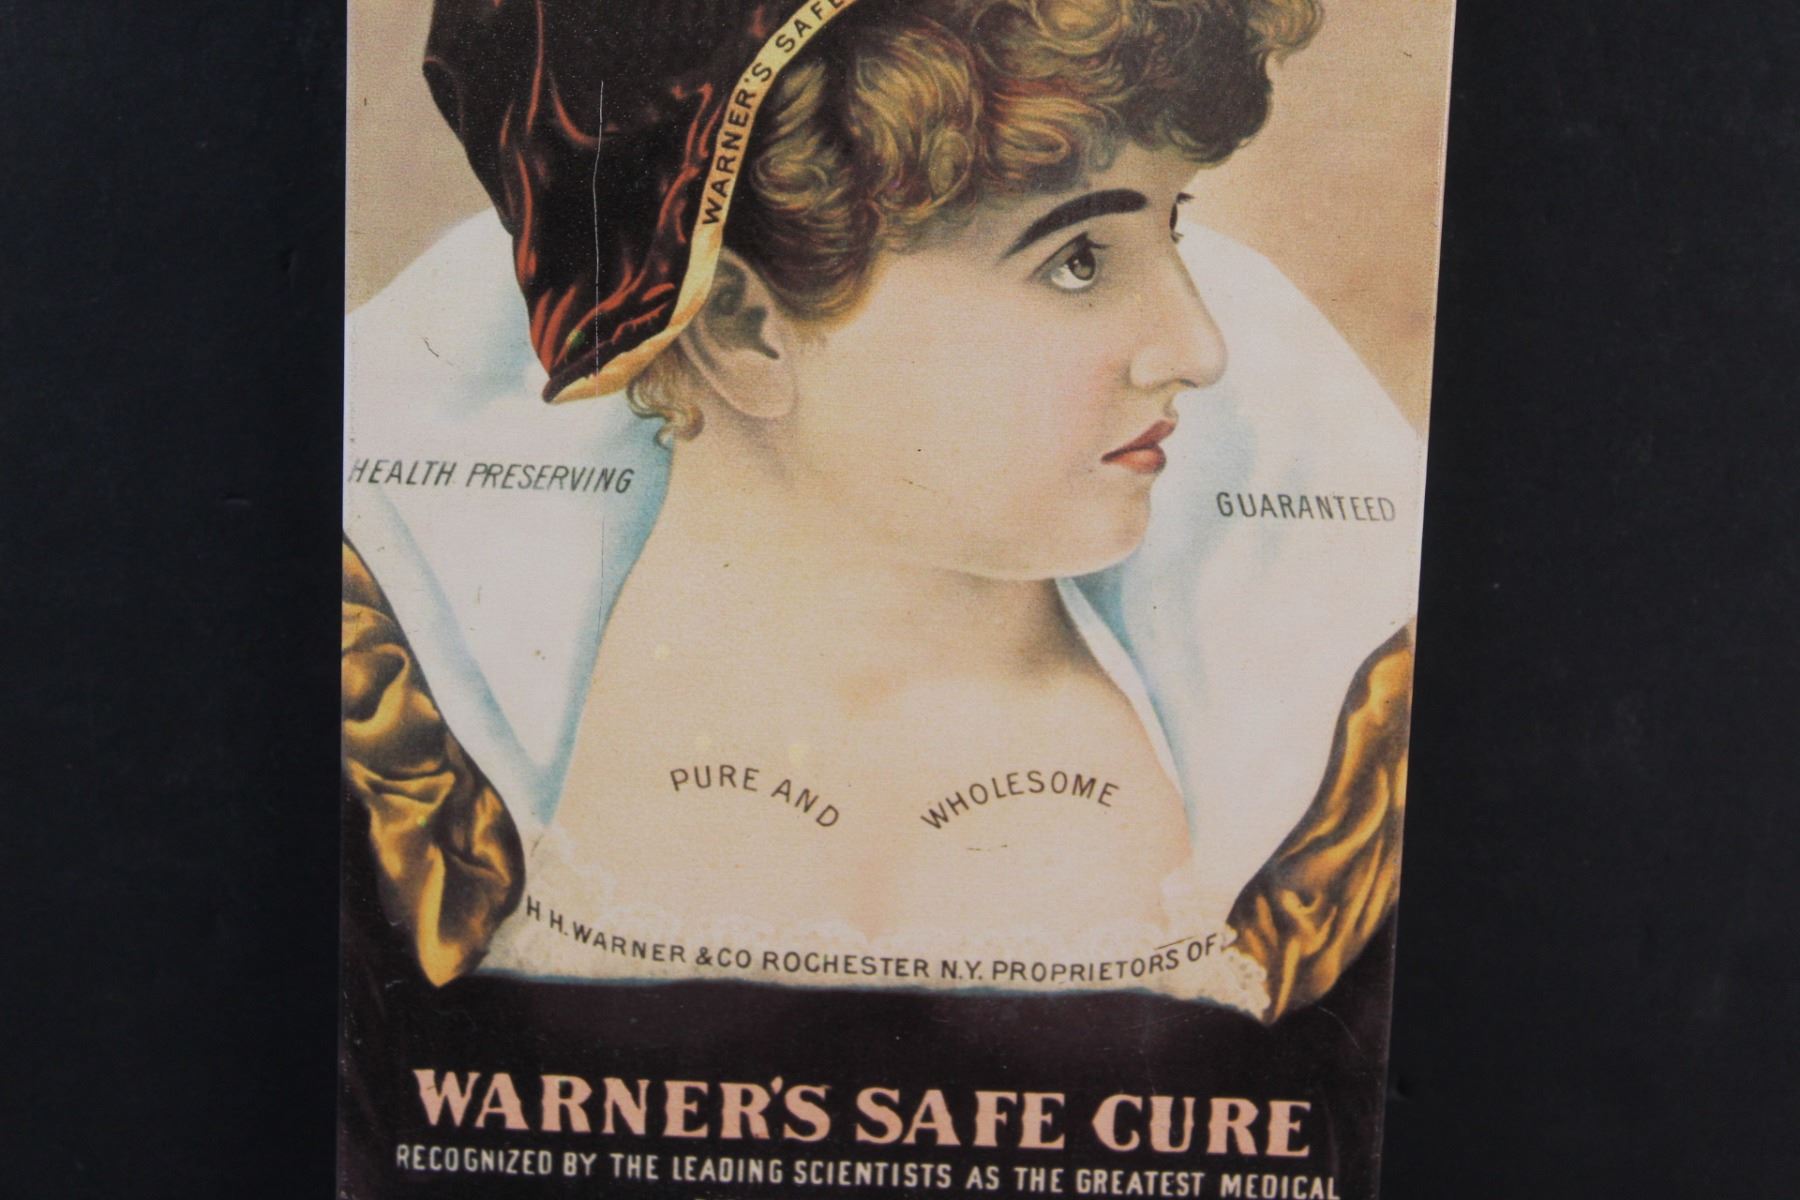 WARNER'S SAFE
HEALTH PRESERVING
GUARANTEED
PURE AND WHOLESOME
H H. WARNER & CO ROCHESTER N.Y. PROPRIETORS OF
WARNER'S SAFE CURE
RECOGNIZED BY THE LEADING SCIENTISTS AS THE GREATEST MEDICAL